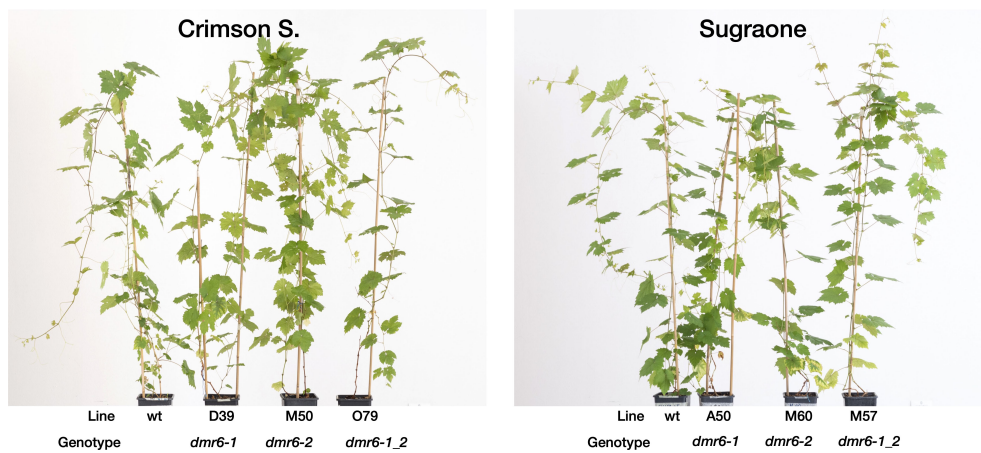 Crimson S.
Sugraone
Line wt D39 M50 O79
Genotype dmr6-1 dmr6-2 dmr6-1_2
Line wt A50 M60 M57
Genotype dmr6-1 dmr6-2 dmr6-1_2